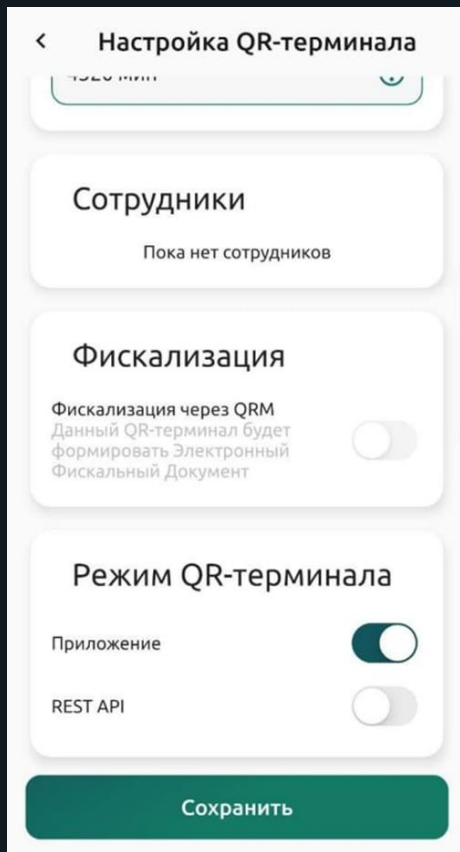 Настройка QR-терминала
Сотрудники
Пока нет сотрудников
Фискализация
Фискализация через QRM
Данный QR-терминал будет
формировать Электронный
Фискальный Документ
Режим QR-терминала
Приложение
REST API
Сохранить